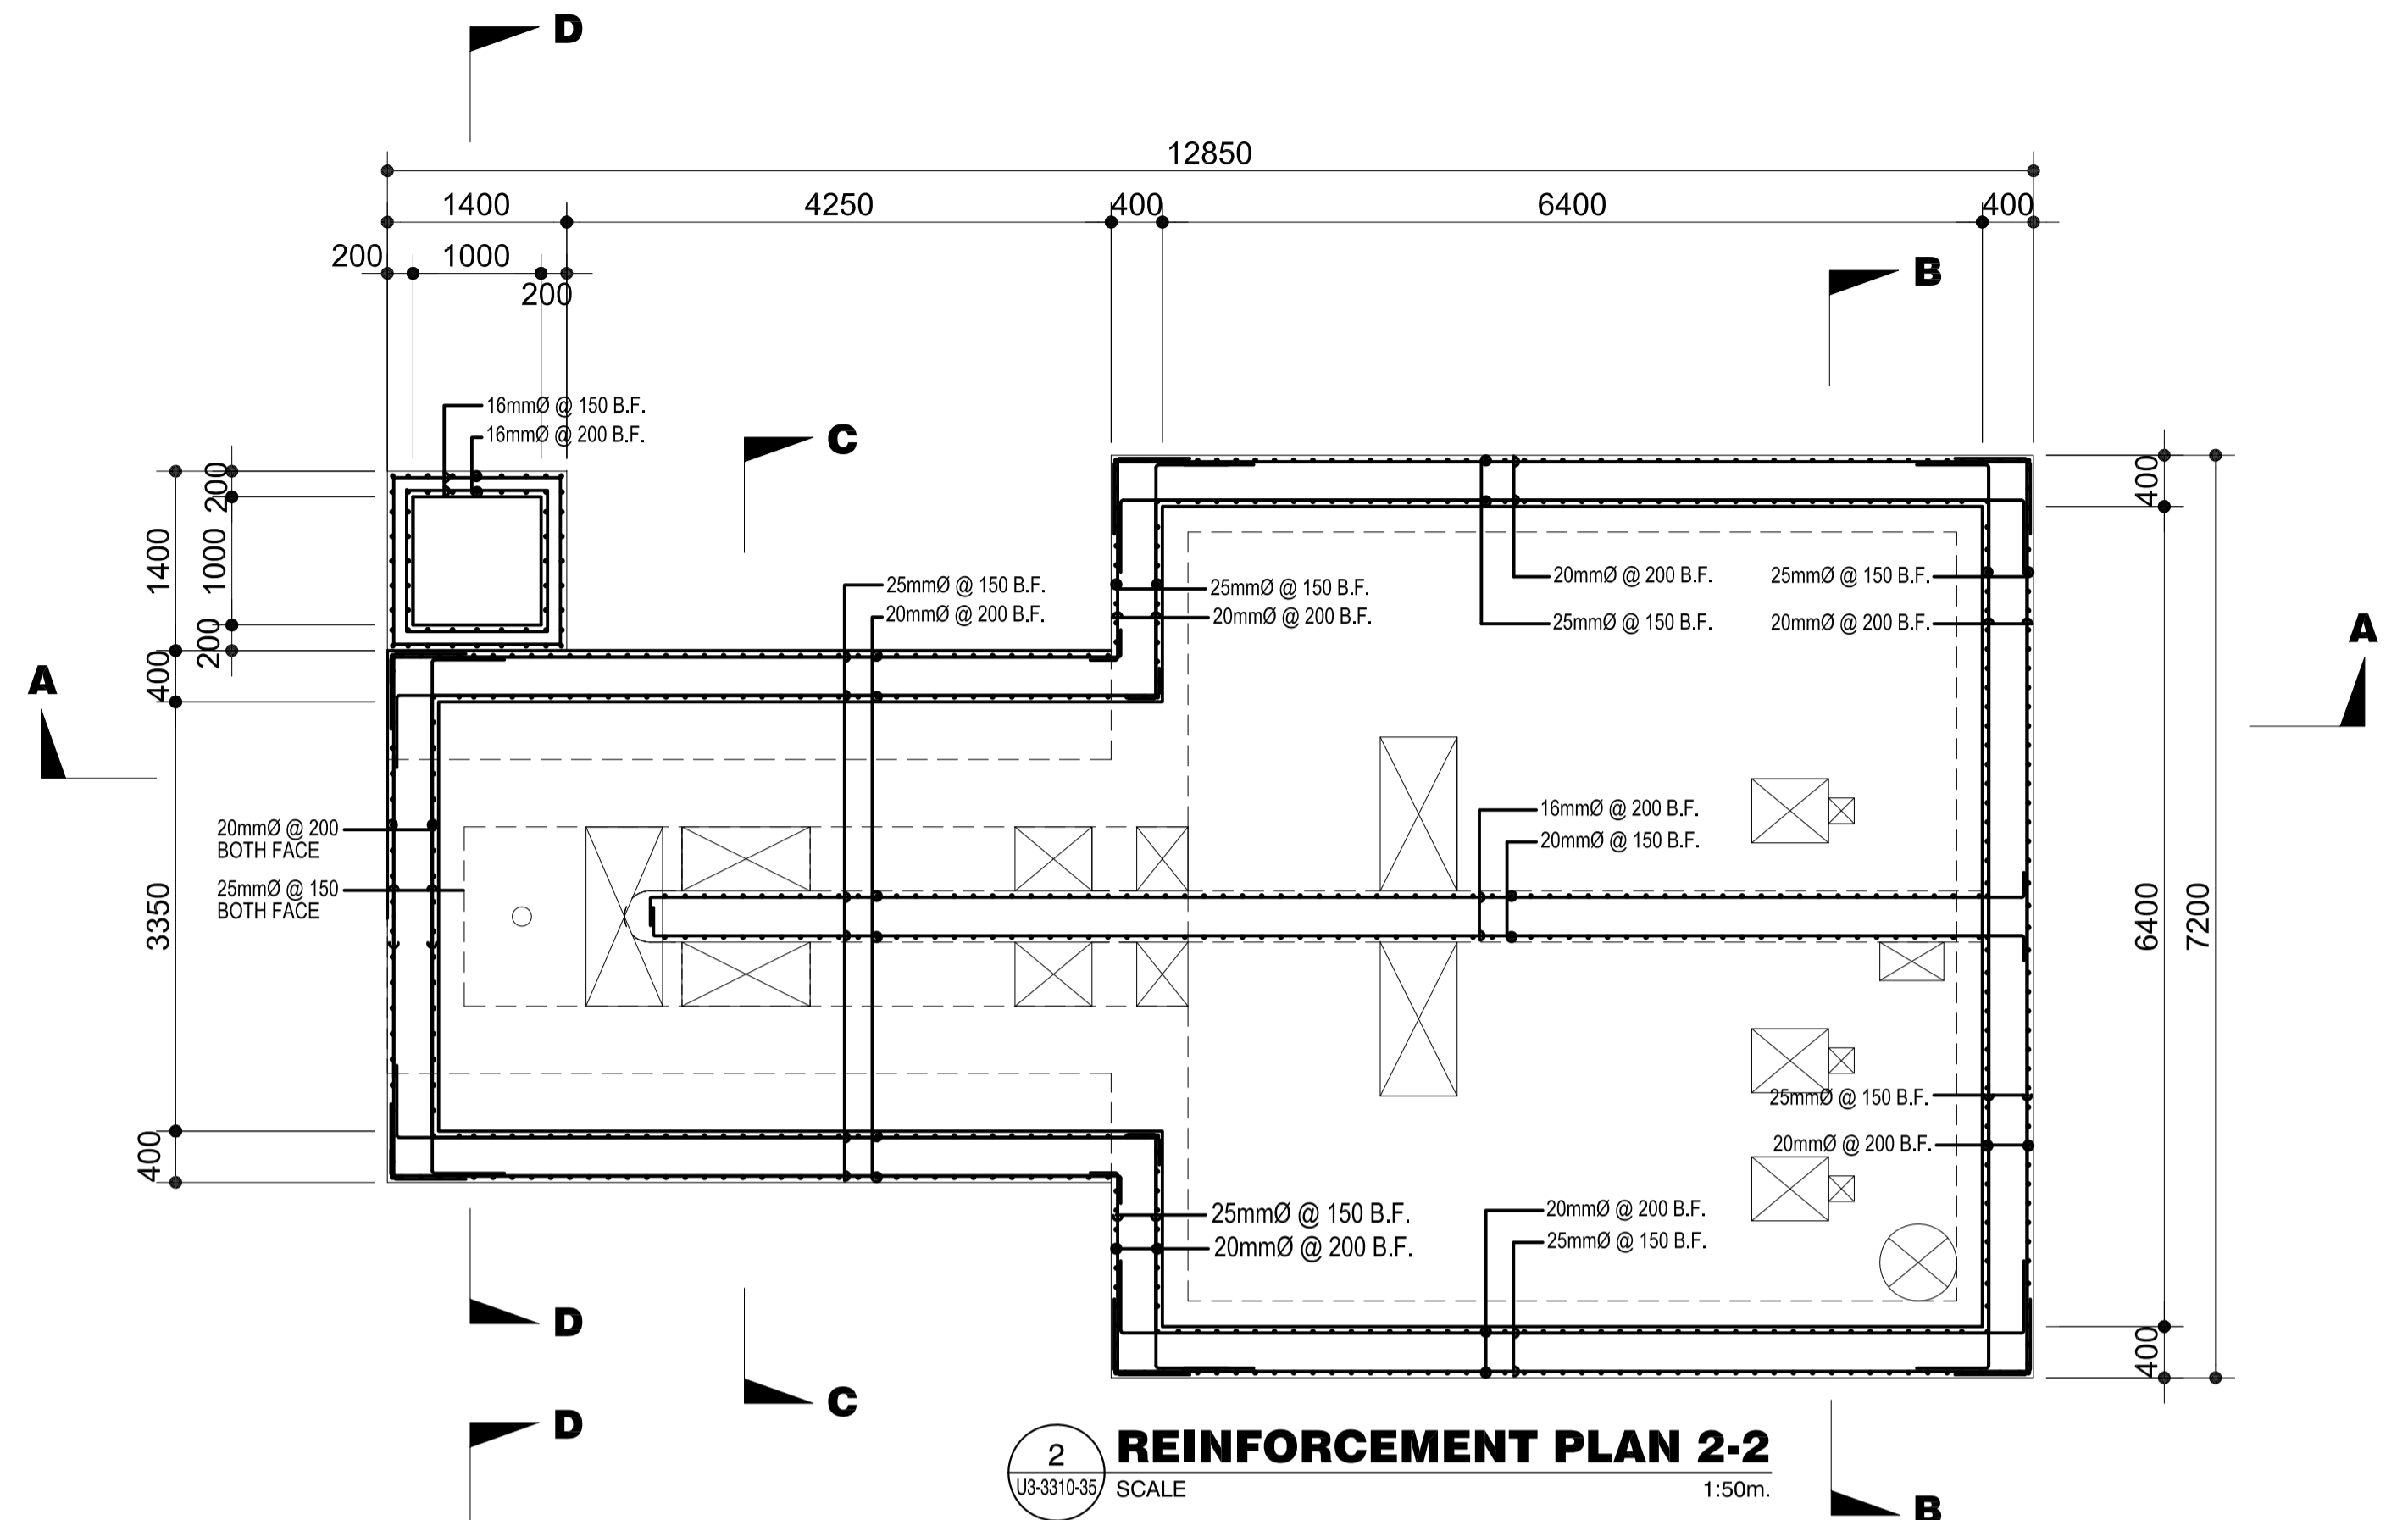 D
12850
1400
4250
400
6400
400
200
1000
200
B
16mmØ @ 150 B.F.
16mmØ @ 200 B.F.
C
200
400
1400
1000
25mmØ @ 150 B.F.
25mmØ @ 150 B.F.
20mmØ @ 200 B.F.
25mmØ @ 150 B.F.
20mmØ @ 200 B.F.
20mmØ @ 200 B.F.
25mmØ @ 150 B.F.
20mmØ @ 200 B.F.
200
A
A
400
20mmØ @ 200
BOTH FACE
16mmØ @ 200 B.F.
20mmØ @ 150 B.F.
25mmØ @ 150
BOTH FACE
3350
6400
7200
25mmØ @ 150 B.F.
20mmØ @ 200 B.F.
400
25mmØ @ 150 B.F.
20mmØ @ 200 B.F.
20mmØ @ 200 B.F.
25mmØ @ 150 B.F.
D
400
C
D
2
U3-3310-35
REINFORCEMENT PLAN 2-2
SCALE
1:50m.
B